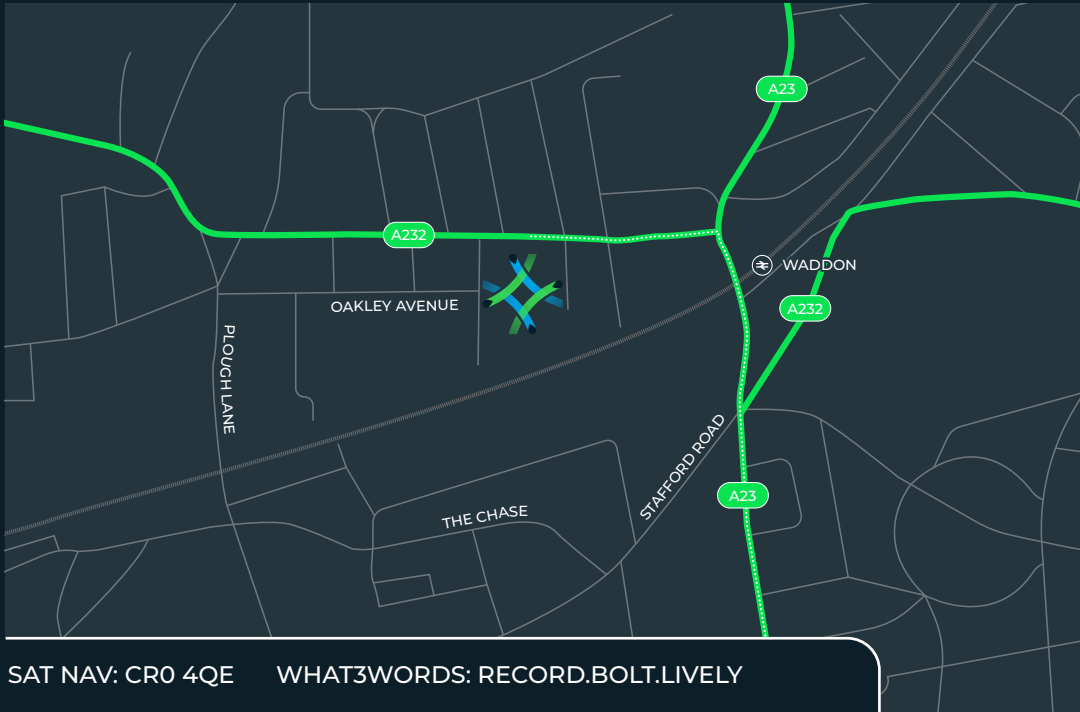 A23
A232
WADDON
OAKLEY AVENUE
A232
PLOUGH LANE
STAFFORD ROAD
A23
THE CHASE
SAT NAV: CR0 4QE
WHAT3WORDS: RECORD.BOLT.LIVELY